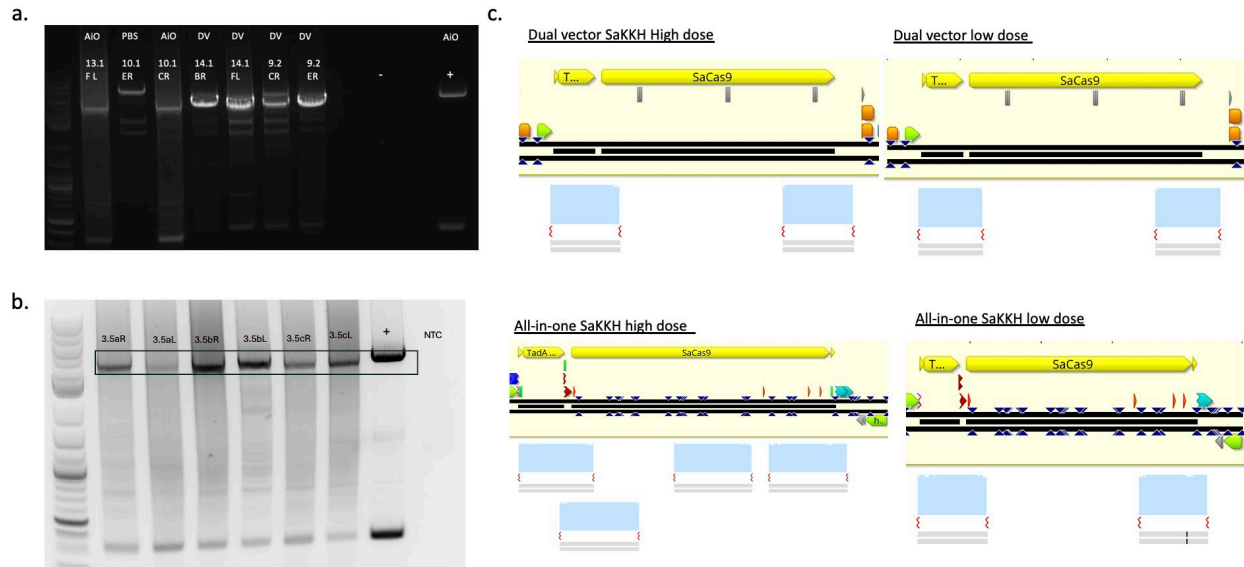 a.
AiO PBS AiO DV DV DV DV AiO
13.1 10.1 10.1 14.1 14.1 9.2 9.2 - +
F L ER CR BR FL CR ER
b.
3.5aR 3.5aL 3.5bR 3.5bL 3.5cR 3.5cL + NTC
c.
Dual vector SaKKH High dose
T... SaCas9
Dual vector low dose
T... SaCas9
All-in-one SaKKH high dose
TadA ... SaCas9
h..
All-in-one SaKKH low dose
T... SaCas9